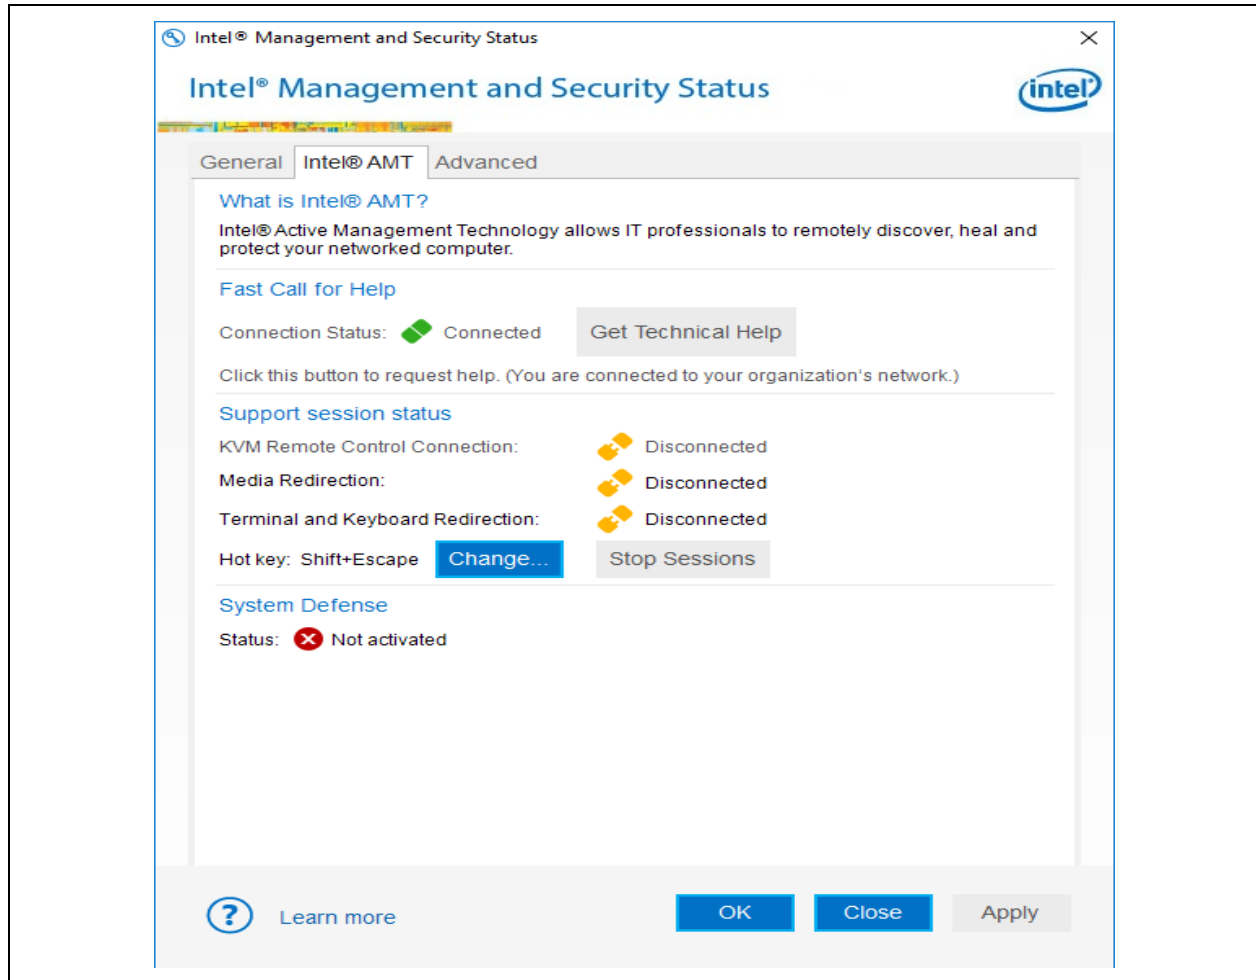 Intel® Management and Security Status
Intel® Management and Security Status
intel®
General Intel® AMT Advanced
What is Intel® AMT?
Intel® Active Management Technology allows IT professionals to remotely discover, heal and
protect your networked computer.
Fast Call for Help
Connection Status: Connected Get Technical Help
Click this button to request help. (You are connected to your organization's network.)
Support session status
KVM Remote Control Connection: Disconnected
Media Redirection: Disconnected
Terminal and Keyboard Redirection: Disconnected
Hot key: Shift+Escape Change... Stop Sessions
System Defense
Status: Not activated
? Learn more OK Close Apply